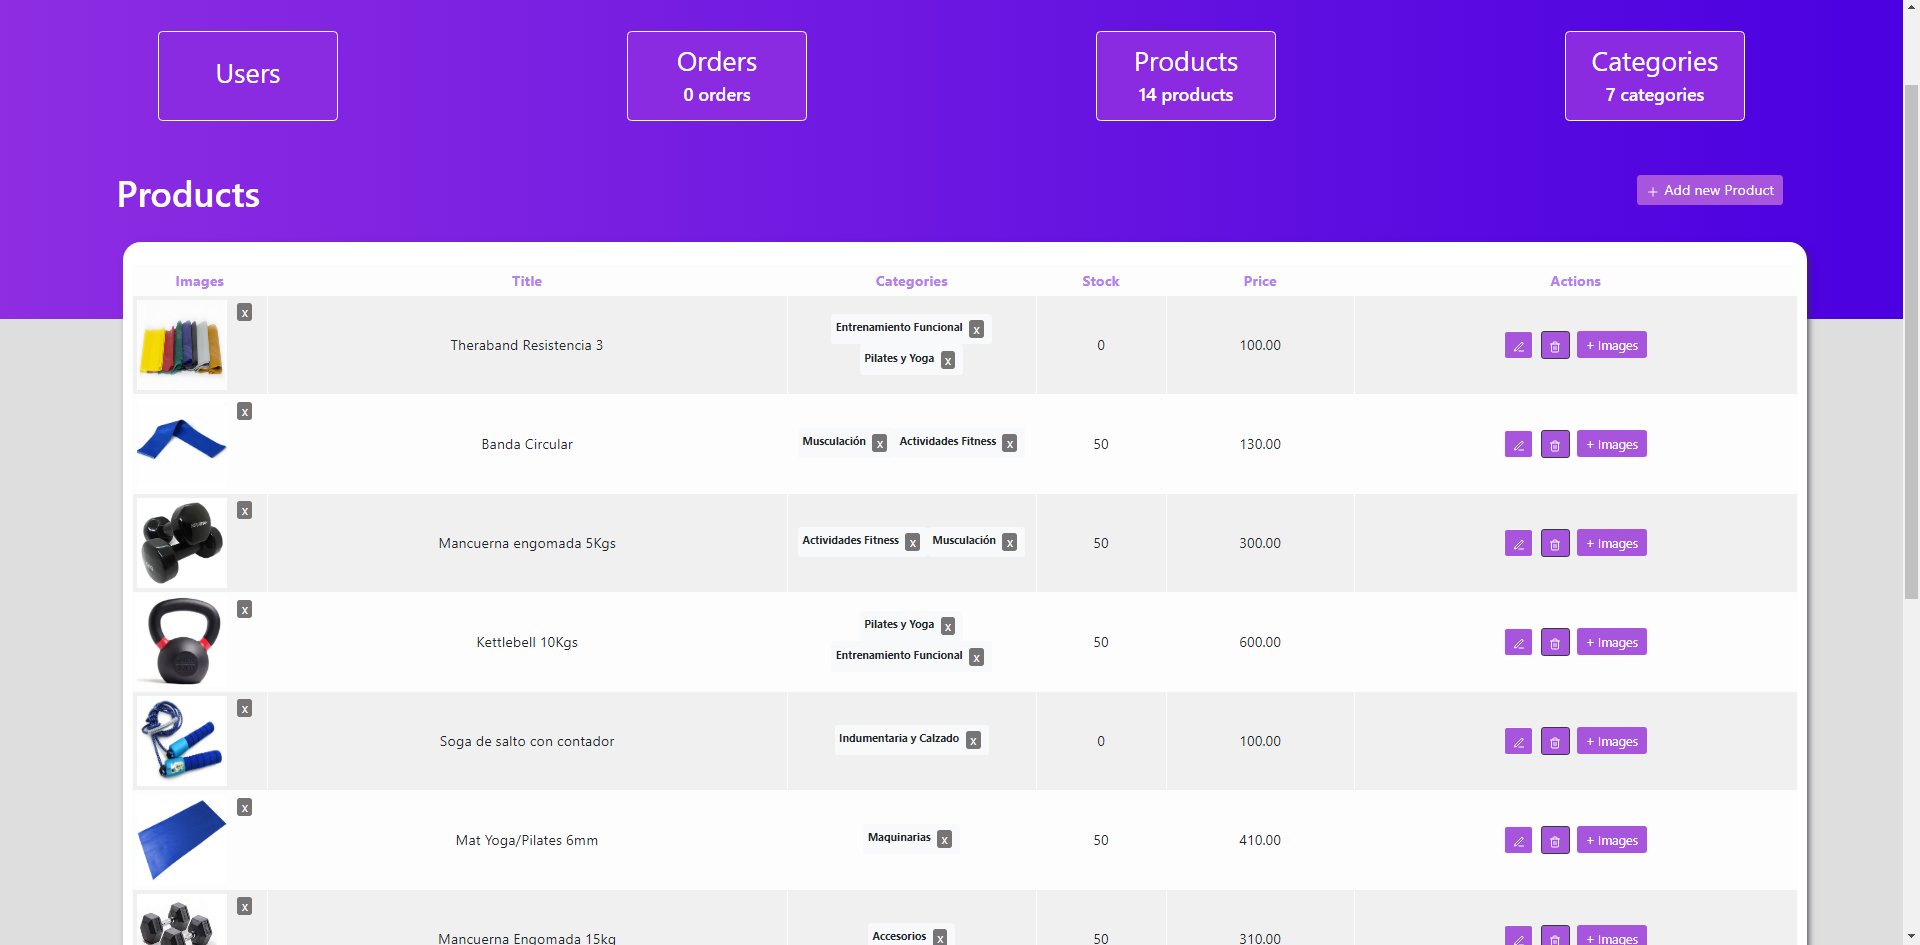 Users
Orders
0 orders
Products
14 products
Categories
7 categories
Products
+ Add new Product
Images Title Categories Stock Price Actions
x
Theraband Resistencia 3
Entrenamiento Funcional x
Pilates y Yoga x
0
100.00
+ Images
x
Banda Circular
Musculación x Actividades Fitness x
50
130.00
+ Images
x
Mancuerna engomada 5Kgs
Actividades Fitness x Musculación x
50
300.00
+ Images
x
Kettlebell 10Kgs
Pilates y Yoga x
Entrenamiento Funcional x
50
600.00
+ Images
x
Soga de salto con contador
Indumentaria y Calzado x
0
100.00
+ Images
x
Mat Yoga/Pilates 6mm
Maquinarias x
50
410.00
+ Images
x
Mancuerna Engomada 15kg
Accesorios x
50
310.00
+ Images